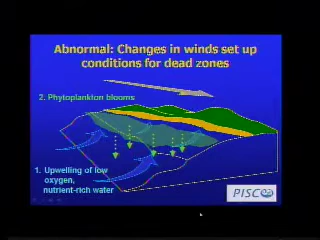 Abnormal: Changes in winds set up
conditions for dead zones
2. Phytoplankton blooms
1. Upwelling of low
oxygen,
nutrient-rich water
PISCO